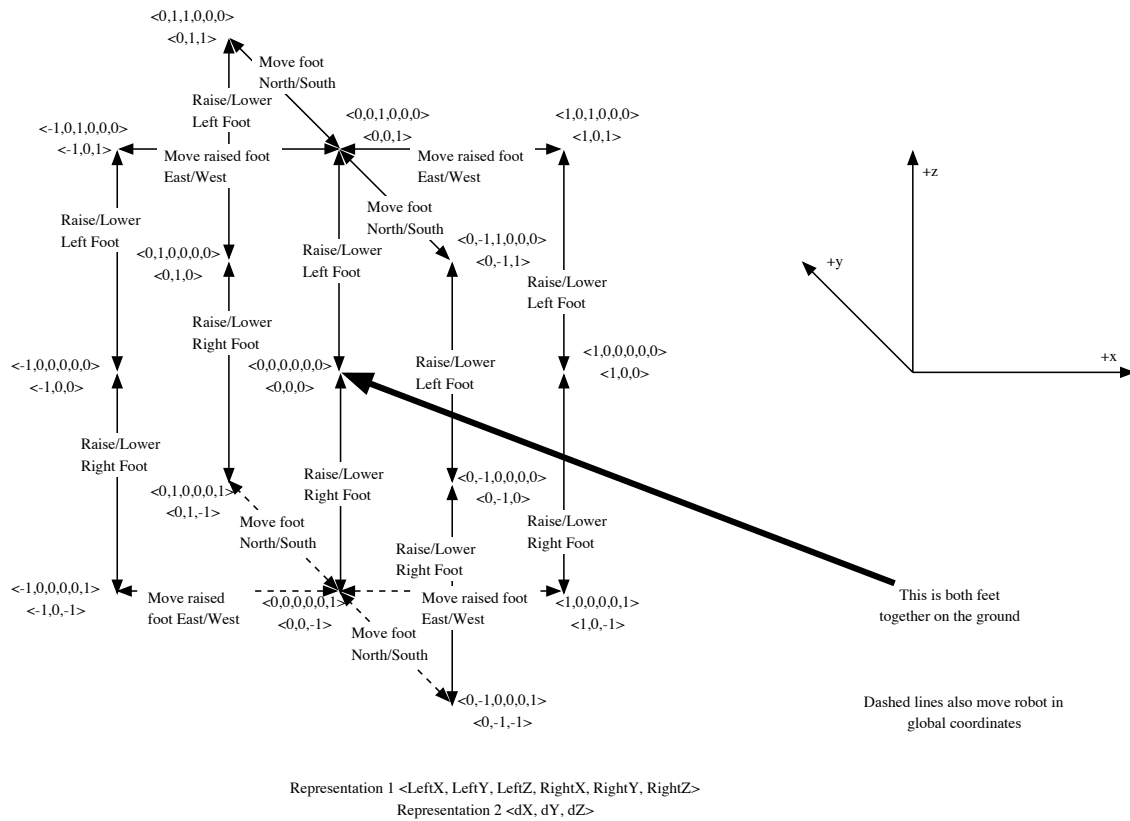 <0,1,1,0,0,0>
<0,1,1>
Move foot
North/South
Raise/Lower
Left Foot
<0,0,1,0,0,0>
<0,0,1>
<1,0,1,0,0,0>
<1,0,1>
<-1,0,1,0,0,0>
<-1,0,1>
Move raised foot
East/West
Move raised foot
East/West
+z
Raise/Lower
Left Foot
Move foot
North/South
<0,1,0,0,0,0>
<0,1,0>
Raise/Lower
Left Foot
<0,-1,1,0,0,0>
<0,-1,1>
+y
Raise/Lower
Left Foot
Raise/Lower
Right Foot
<-1,0,0,0,0,0>
<-1,0,0>
<0,0,0,0,0,0>
<0,0,0>
Raise/Lower
Left Foot
<1,0,0,0,0,0>
<1,0,0>
+x
Raise/Lower
Right Foot
Raise/Lower
Right Foot
<0,-1,0,0,0,0>
<0,-1,0>
<0,1,0,0,0,1>
<0,1,-1>
Move foot
North/South
Raise/Lower
Right Foot
Raise/Lower
Right Foot
<-1,0,0,0,0,1>
<-1,0,-1>
Move raised
foot East/West
<0,0,0,0,0,1>
<0,0,-1>
Move raised foot
East/West
<1,0,0,0,0,1>
<1,0,-1>
This is both feet
together on the ground
Move foot
North/South
<0,-1,0,0,0,1>
<0,-1,-1>
Dashed lines also move robot in
global coordinates
Representation 1 <LeftX, LeftY, LeftZ, RightX, RightY, RightZ>
Representation 2 <dX, dY, dZ>